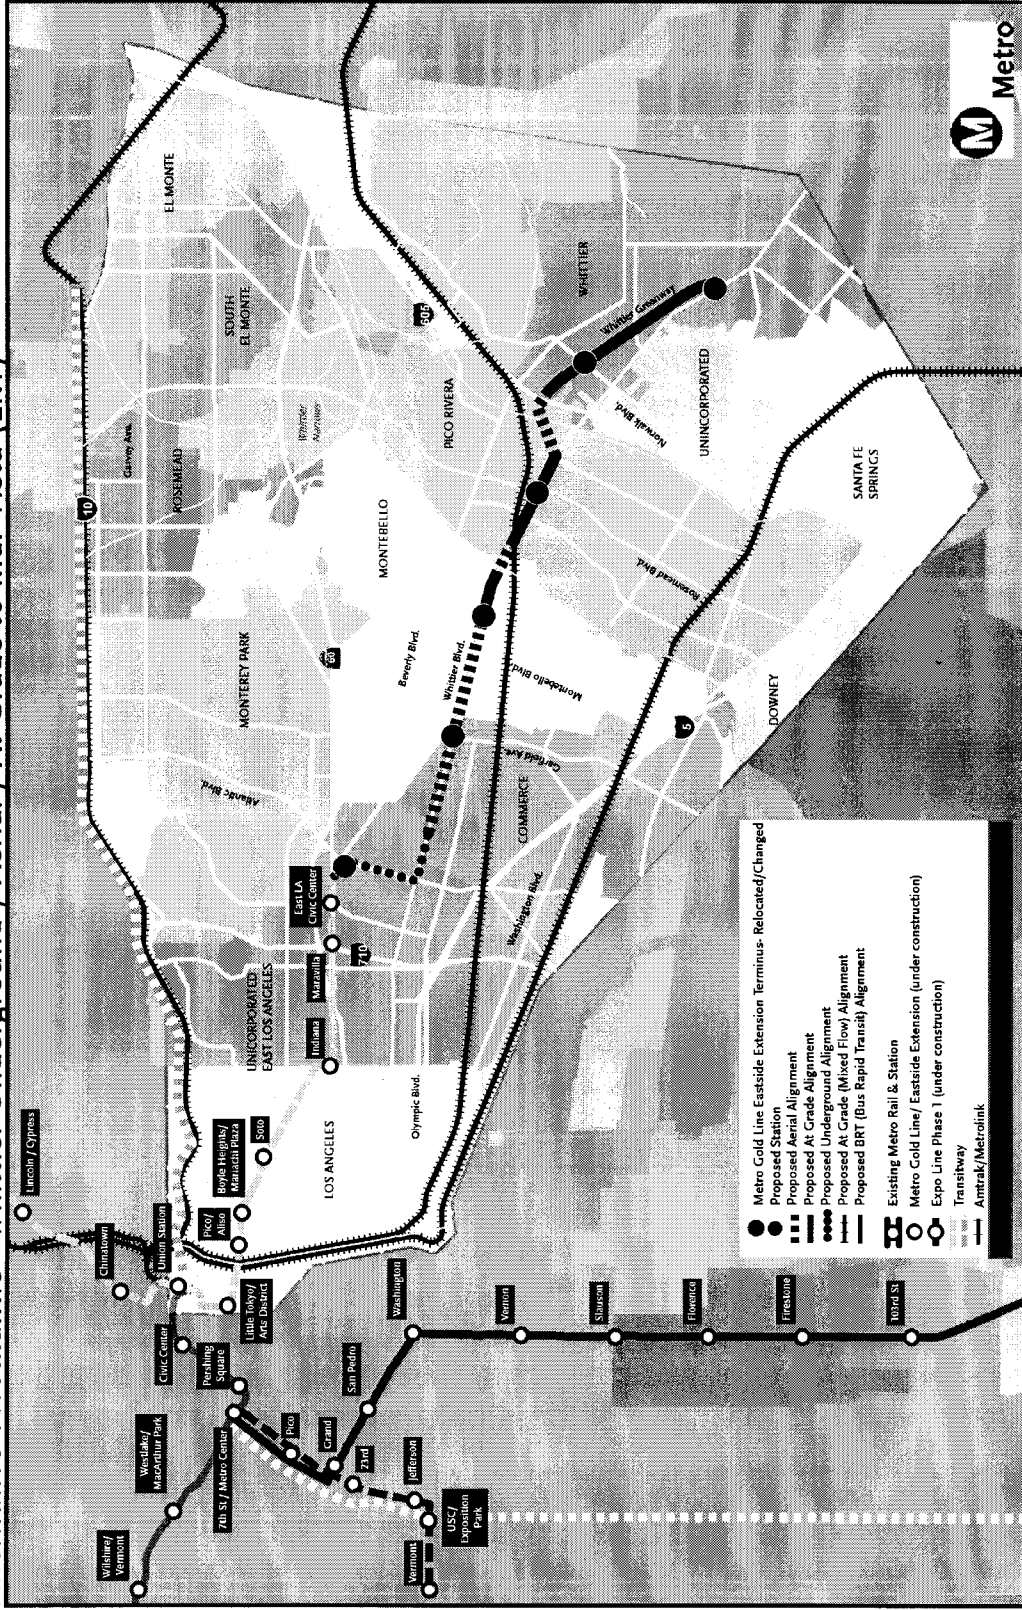 Lincoln / Cypress
Chinatown
Union Station
Civic Center
Pershing
Square
Westlake/
MacArthur Park
7th St / Metro Center
Wilshire/
Vermont
Pico/
Aliso
Boyle Heights/
Mariachi Plaza
Soto
Little Tokyo/
Arts District
Pico
Grand
23rd
San Pedro
Jefferson
USC/
Exposition
Park
Vermont
Washington
Vernon
Slauson
Florence
Firestone
103rd St
Indiana
Maravilla
East LA
Civic Center
LOS ANGELES
UNICORPORATED
EAST LOS ANGELES
Olympic Blvd.
710
Atlantic Blvd.
MONTEREY PARK
60
10
Garvey Ave.
ROSEMEAD
SOUTH
EL MONTE
EL MONTE
Whittier
Narrows
MONTEBELLO
Beverly Blvd.
Whittier Blvd.
Montebello Blvd.
Garfield Ave.
COMMERCE
Washington Blvd.
PICO RIVERA
605
WHITTIER
Whittier Greenway
Norwalk Blvd.
UNINCORPORATED
Rosemead Blvd.
SANTA FE
SPRINGS
DOWNEY
5
Metro Gold Line Eastside Extension Terminus- Relocated/Changed
Proposed Station
Proposed Aerial Alignment
Proposed At Grade Alignment
Proposed Underground Alignment
Proposed At Grade (Mixed Flow) Alignment
Proposed BRT (Bus Rapid Transit) Alignment
Existing Metro Rail & Station
Metro Gold Line/ Eastside Extension (under construction)
Expo Line Phase 1 (under construction)
Transitway
Amtrak/Metrolink
M
Metro